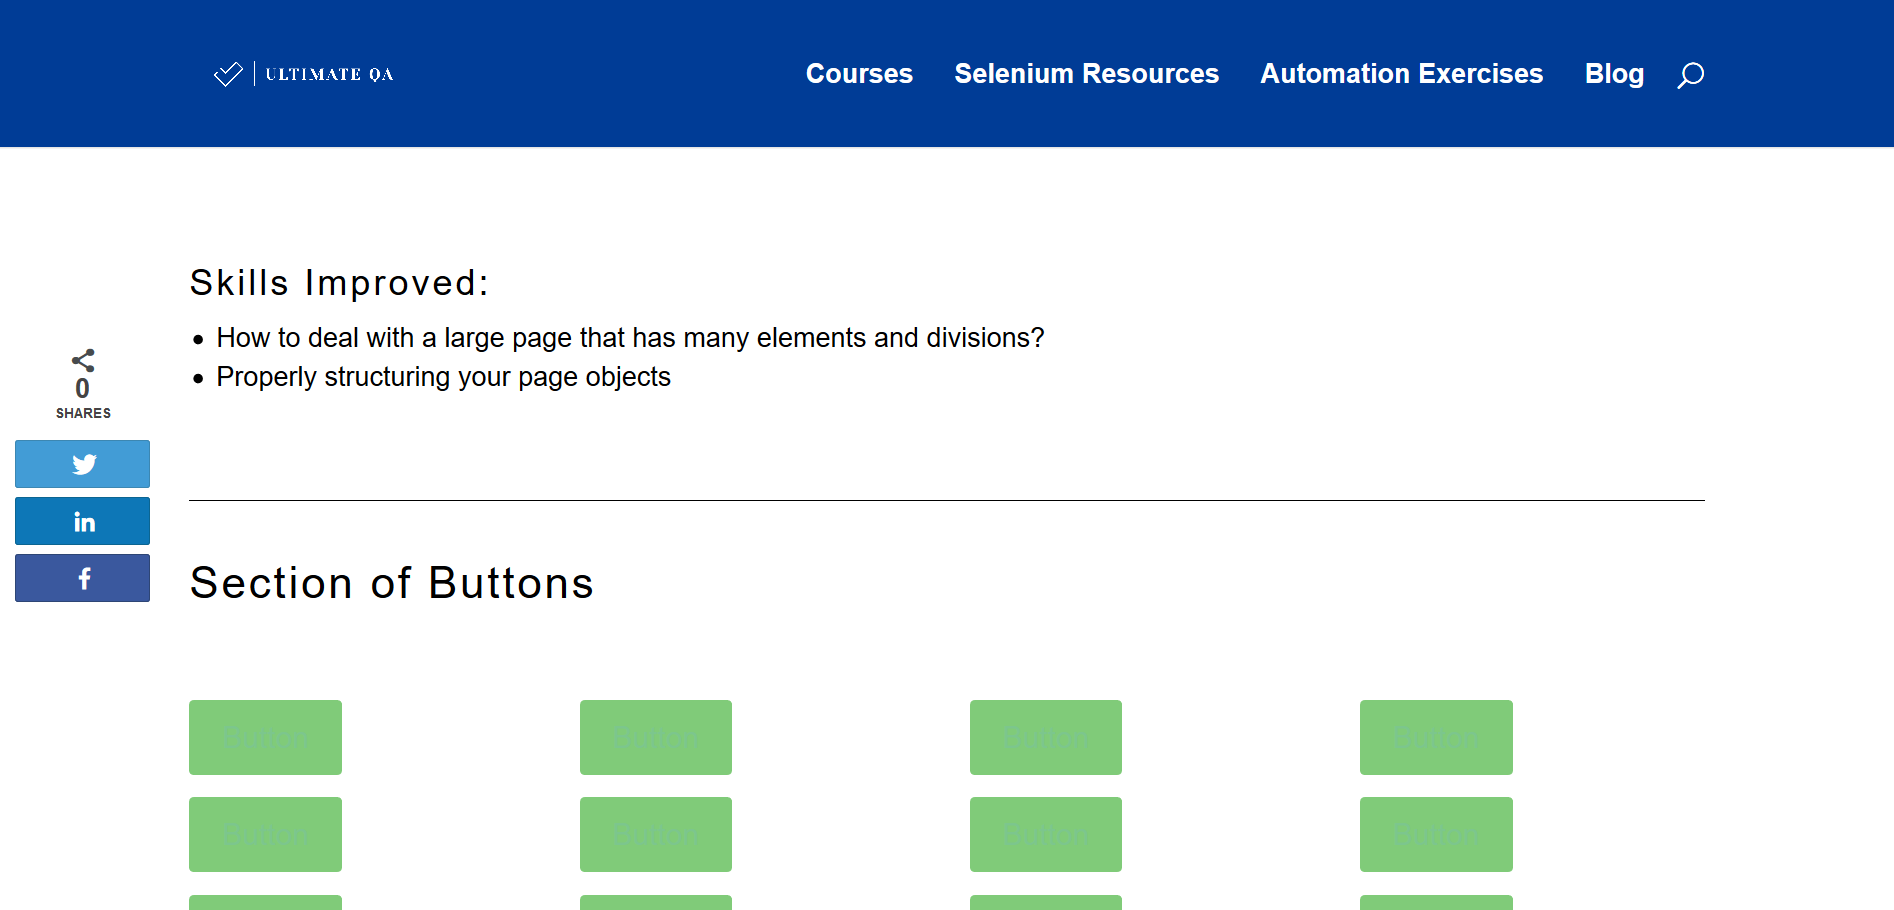 ULTIMATE QA
Courses Selenium Resources Automation Exercises Blog
Skills Improved:
How to deal with a large page that has many elements and divisions?
Properly structuring your page objects
0
SHARES
in
f
Section of Buttons
Button Button Button Button
Button Button Button Button